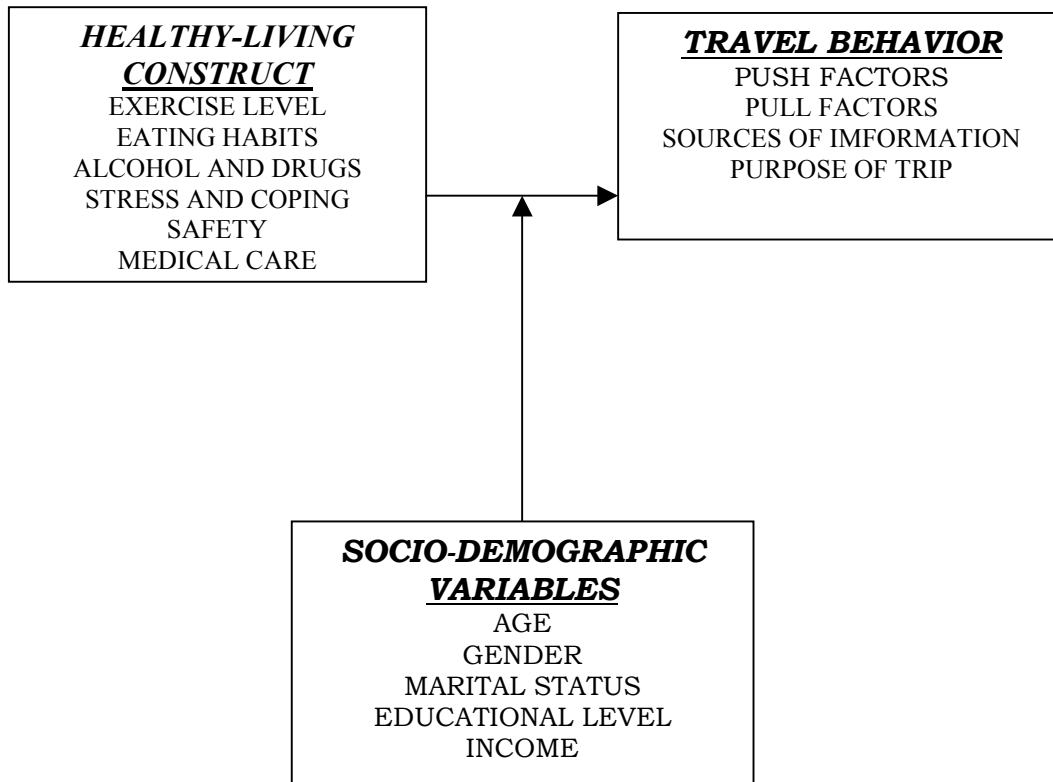 HEALTHY-LIVING
CONSTRUCT
EXERCISE LEVEL
EATING HABITS
ALCOHOL AND DRUGS
STRESS AND COPING
SAFETY
MEDICAL CARE
TRAVEL BEHAVIOR
PUSH FACTORS
PULL FACTORS
SOURCES OF IMFORMATION
PURPOSE OF TRIP
SOCIO-DEMOGRAPHIC
VARIABLES
AGE
GENDER
MARITAL STATUS
EDUCATIONAL LEVEL
INCOME